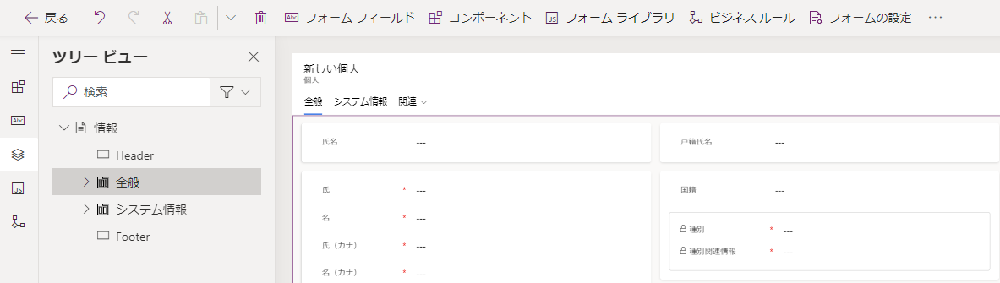 戻る Abc フォーム フィールド コンポーネント JS フォーム ライブラリ ビジネス ルール フォームの設定 ···
ツリー ビュー
検索
Abc
JS
情報
Header
全般
システム情報
Footer
新しい個人
個人
全般 システム情報 関連
氏名 ---
戸籍氏名 ---
氏 * ---
名 * ---
氏（カナ） * ---
名（カナ） * ---
国籍 ---
種別 * ---
種別関連情報 * ---